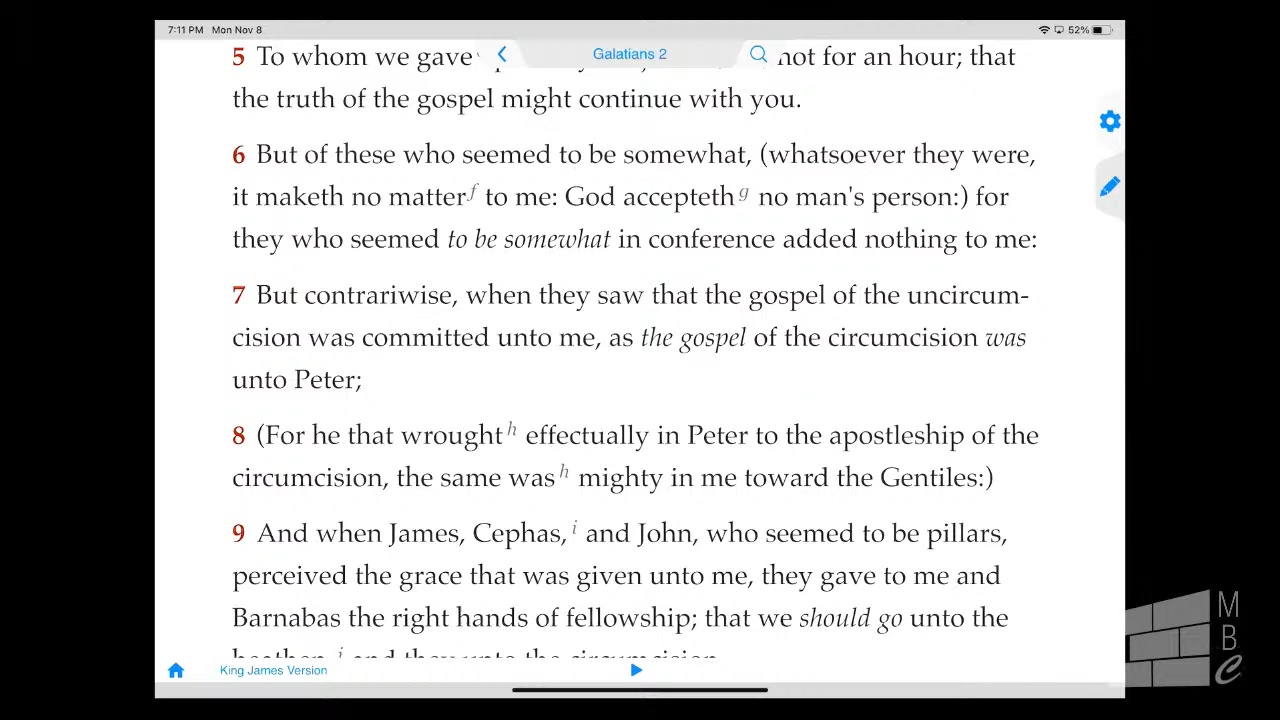 7:11 PM Mon Nov 8
52%
Galatians 2
5 To whom we gave not for an hour; that
the truth of the gospel might continue with you.
6 But of these who seemed to be somewhat, (whatsoever they were,
it maketh no matter f to me: God accepteth g no man's person:) for
they who seemed to be somewhat in conference added nothing to me:
7 But contrariwise, when they saw that the gospel of the uncircum-
cision was committed unto me, as the gospel of the circumcision was
unto Peter;
8 (For he that wrought h effectually in Peter to the apostleship of the
circumcision, the same was h mighty in me toward the Gentiles:)
9 And when James, Cephas, i and John, who seemed to be pillars,
perceived the grace that was given unto me, they gave to me and
Barnabas the right hands of fellowship; that we should go unto the
and they unto the circumcision
King James Version
M
B
C